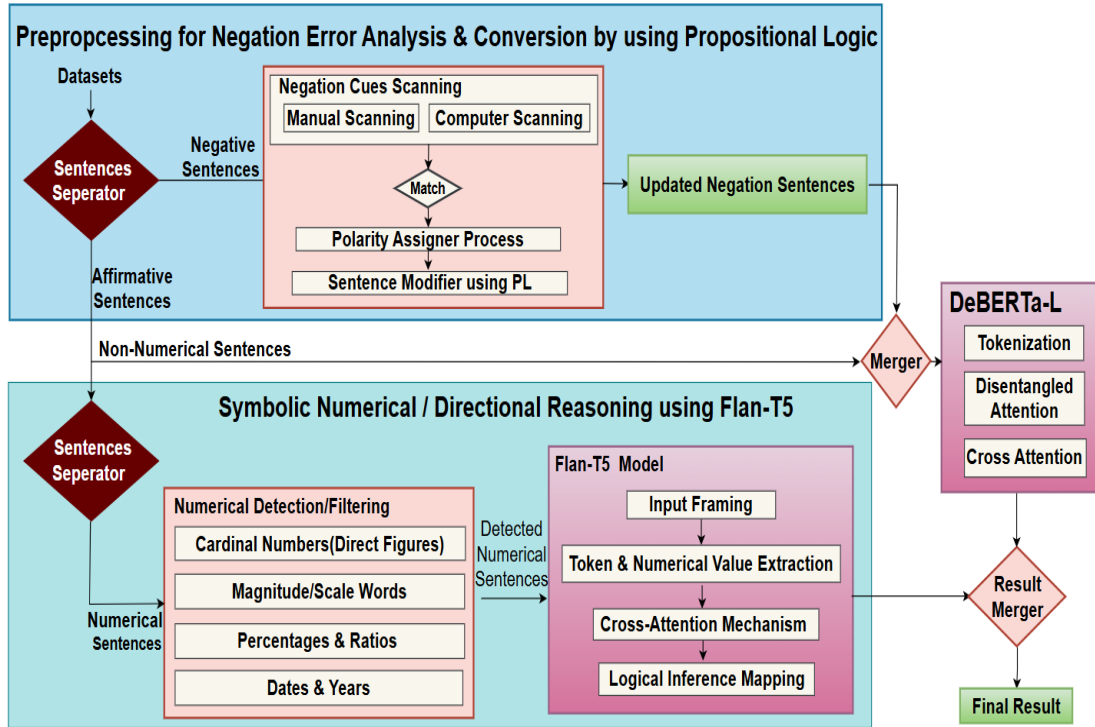 Prepropcessing for Negation Error Analysis & Conversion by using Propositional Logic
Datasets
Sentences
Seperator
Negative
Sentences
Negation Cues Scanning
Manual Scanning
Computer Scanning
Match
Polarity Assigner Process
Sentence Modifier using PL
Updated Negation Sentences
Affirmative
Sentences
Non-Numerical Sentences
Merger
DeBERTa-L
Tokenization
Disentangled
Attention
Cross Attention
Symbolic Numerical / Directional Reasoning using Flan-T5
Sentences
Seperator
Numerical
Sentences
Numerical Detection/Filtering
Cardinal Numbers(Direct Figures)
Magnitude/Scale Words
Percentages & Ratios
Dates & Years
Detected
Numerical
Sentences
Flan-T5 Model
Input Framing
Token & Numerical Value Extraction
Cross-Attention Mechanism
Logical Inference Mapping
Result
Merger
Final Result